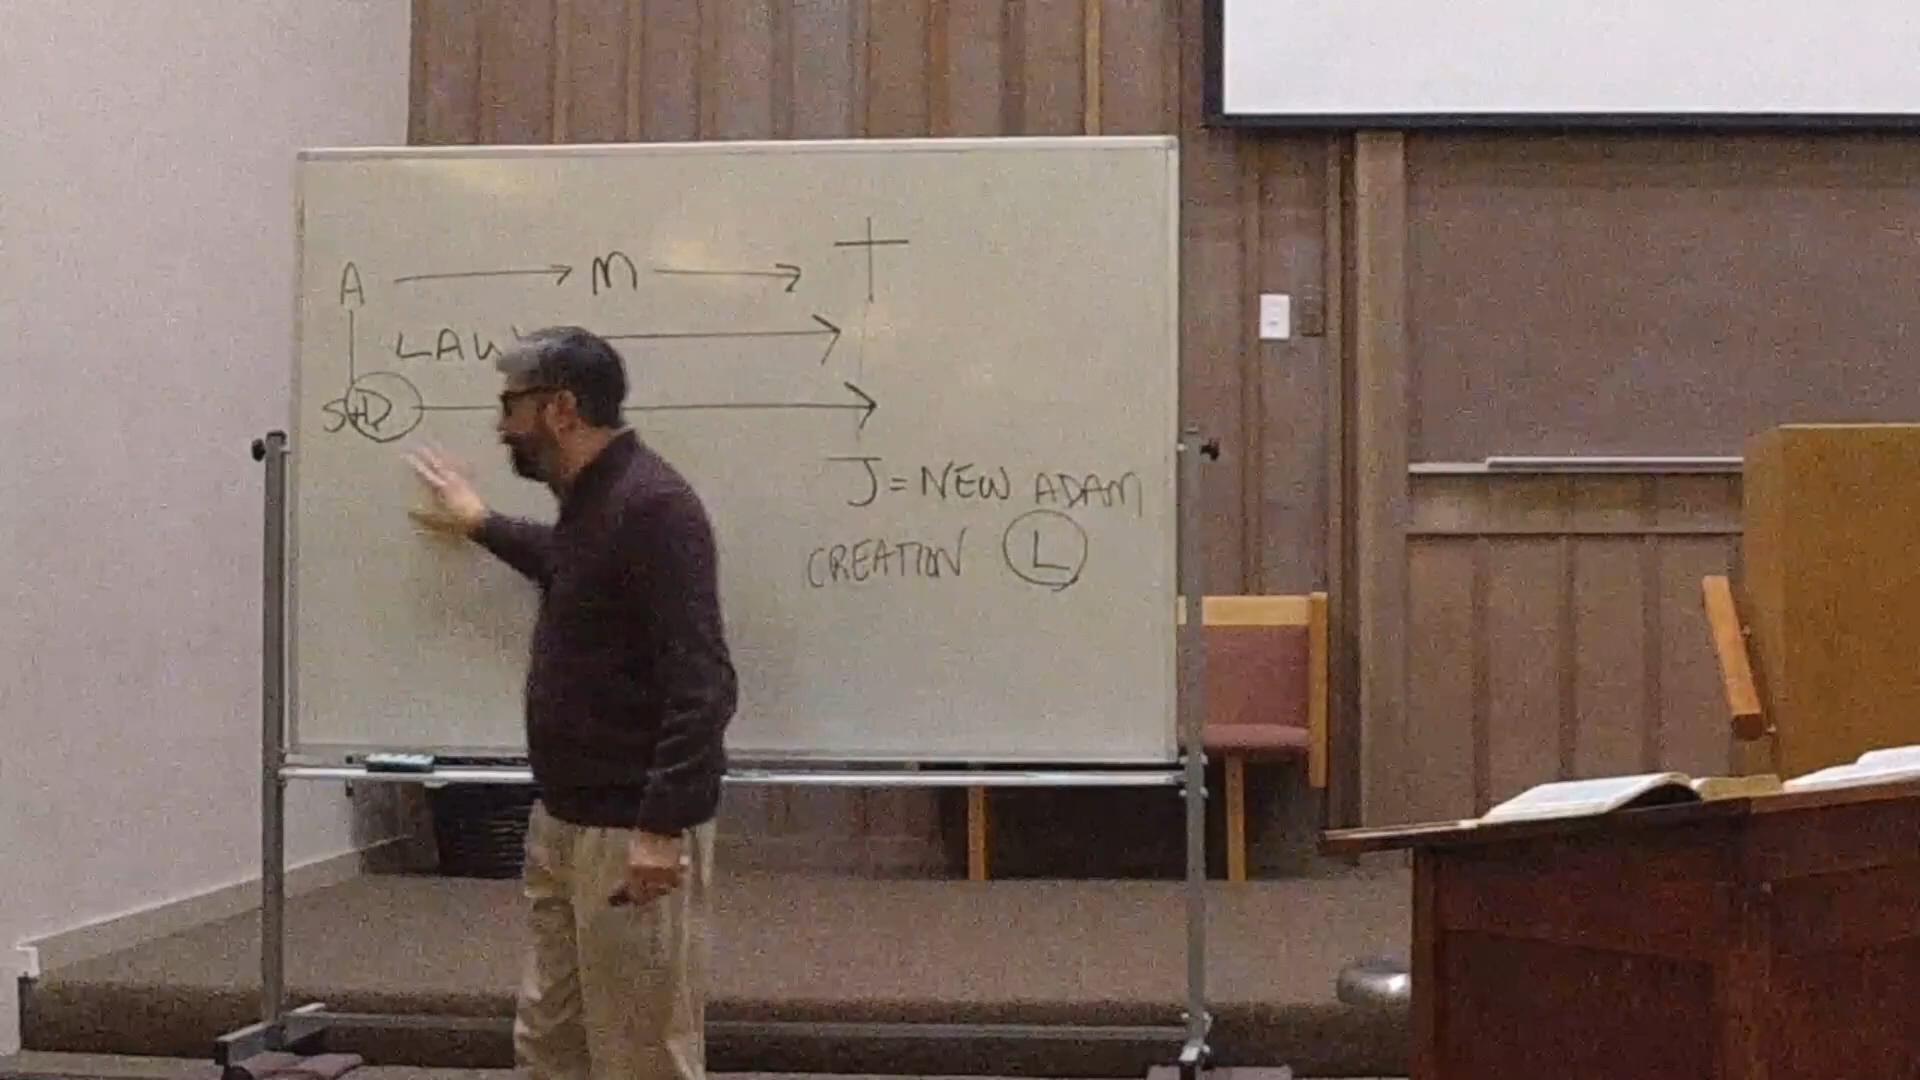 A → M → †
LAW →
S+D →
J = NEW ADAM
CREATION L